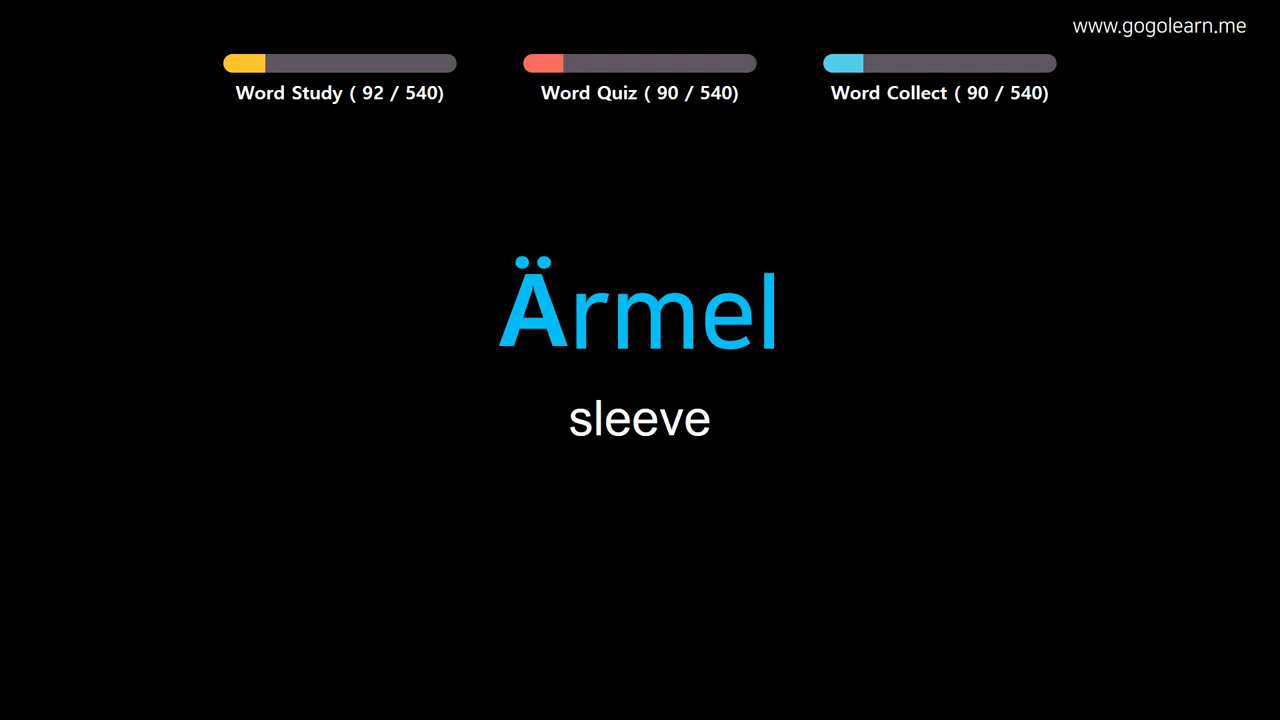 www.gogolearn.me
Word Study ( 92 / 540)
Word Quiz ( 90 / 540)
Word Collect ( 90 / 540)
Ärmel
sleeve